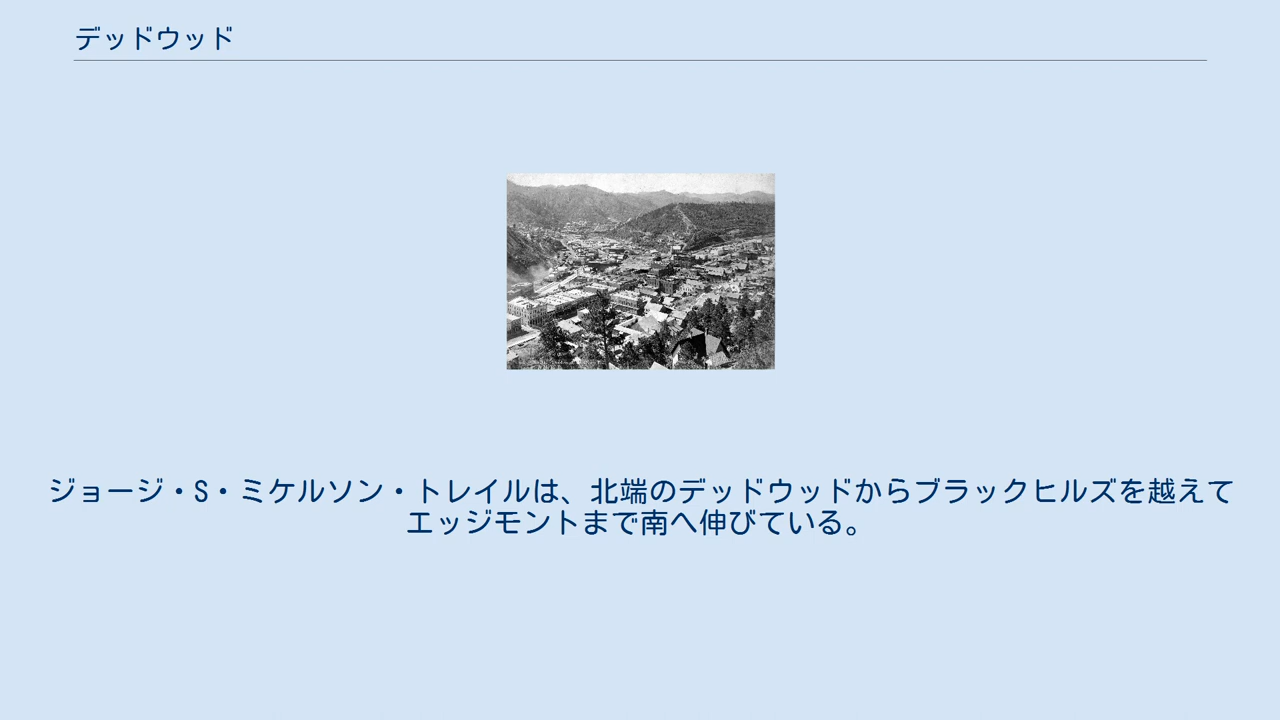 デッドウッド
ジョージ・S・ミケルソン・トレイルは、北端のデッドウッドからブラックヒルズを越えて
エッジモントまで南へ伸びている。